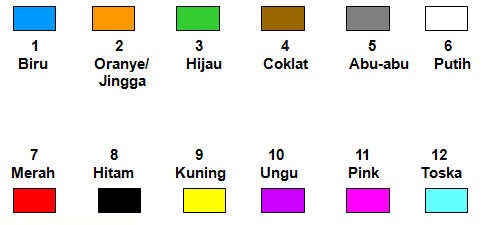 1 2 3 4 5 6
Biru Oranye/ Hijau Coklat Abu-abu Putih
Jingga
7 8 9 10 11 12
Merah Hitam Kuning Ungu Pink Toska